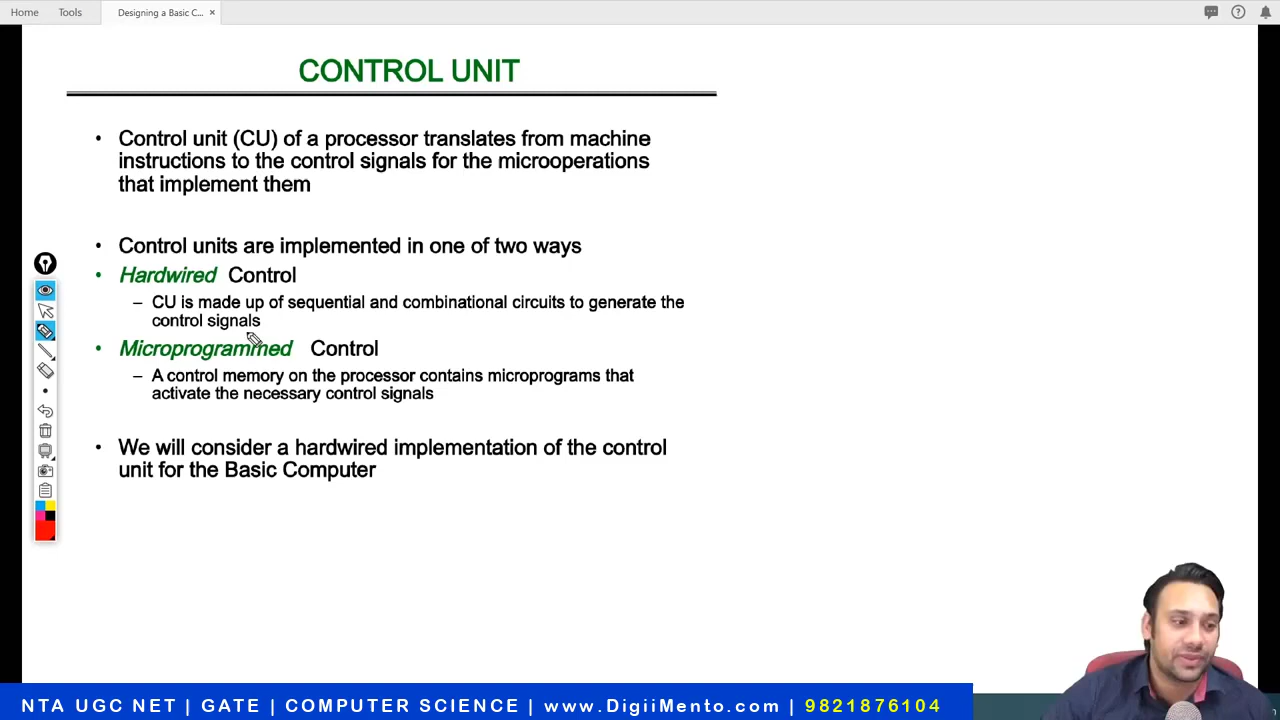 Home Tools Designing a Basic C... ×
CONTROL UNIT
• Control unit (CU) of a processor translates from machine
instructions to the control signals for the microoperations
that implement them
• Control units are implemented in one of two ways
• Hardwired Control
– CU is made up of sequential and combinational circuits to generate the
control signals
• Microprogrammed Control
– A control memory on the processor contains microprograms that
activate the necessary control signals
• We will consider a hardwired implementation of the control
unit for the Basic Computer
NTA UGC NET | GATE | COMPUTER SCIENCE | www.DigiiMento.com | 9821876104